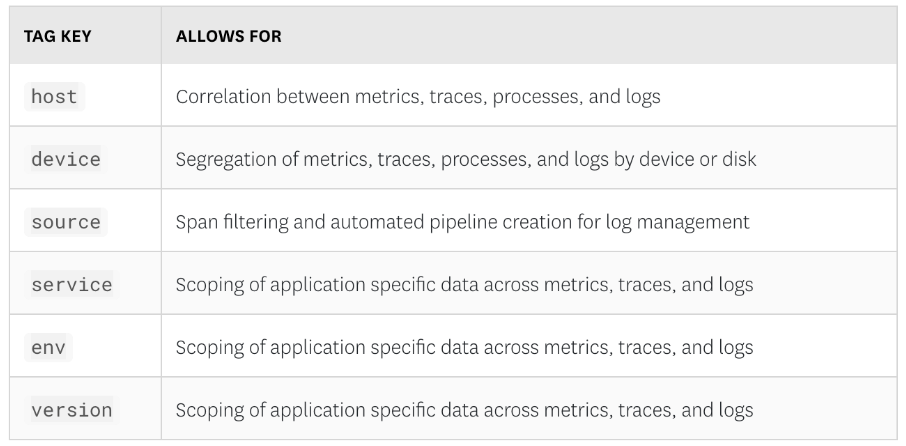 TAG KEY ALLOWS FOR
host Correlation between metrics, traces, processes, and logs
device Segregation of metrics, traces, processes, and logs by device or disk
source Span filtering and automated pipeline creation for log management
service Scoping of application specific data across metrics, traces, and logs
env Scoping of application specific data across metrics, traces, and logs
version Scoping of application specific data across metrics, traces, and logs